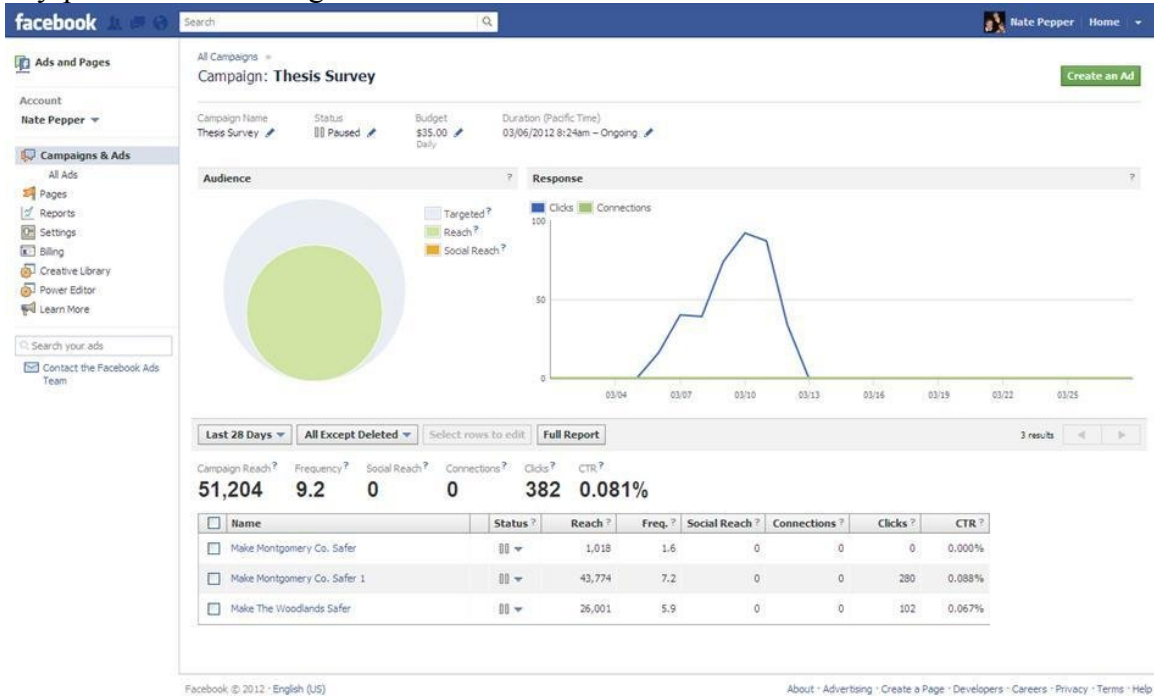 facebook Search Nate Pepper Home
Ads and Pages
Account
Nate Pepper
Campaigns & Ads
All Ads
Pages
Reports
Settings
Billing
Creative Library
Power Editor
Learn More
Search your ads
Contact the Facebook Ads
Team
All Campaigns »
Campaign: Thesis Survey
Create an Ad
Campaign Name Status Budget Duration (Pacific Time)
Thesis Survey Paused $35.00 03/06/2012 8:24am – Ongoing
Daily
Audience ?
Targeted ?
Reach ?
Social Reach ?
Response ?
Clicks Connections
100
50
0
03/04 03/07 03/10 03/13 03/16 03/19 03/22 03/25
Last 28 Days All Except Deleted Select rows to edit Full Report 3 results
Campaign Reach ? Frequency ? Social Reach ? Connections ? Clicks ? CTR ?
51,204 9.2 0 0 382 0.081%
Name Status ? Reach ? Freq. ? Social Reach ? Connections ? Clicks ? CTR ?
Make Montgomery Co. Safer 1,018 1.6 0 0 0 0.000%
Make Montgomery Co. Safer 1 43,774 7.2 0 0 280 0.088%
Make The Woodlands Safer 26,001 5.9 0 0 102 0.067%
Facebook © 2012 · English (US) About · Advertising · Create a Page · Developers · Careers · Privacy · Terms · Help